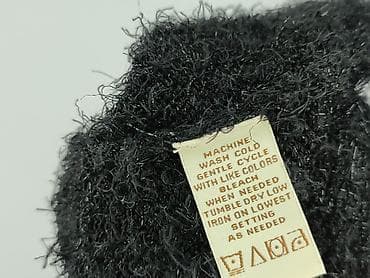 MACHINE
WASH COLD
GENTLE CYCLE
WITH LIKE COLORS
BLEACH
WHEN NEEDED
TUMBLE DRY LOW
IRON ON LOWEST
SETTING
AS NEEDED